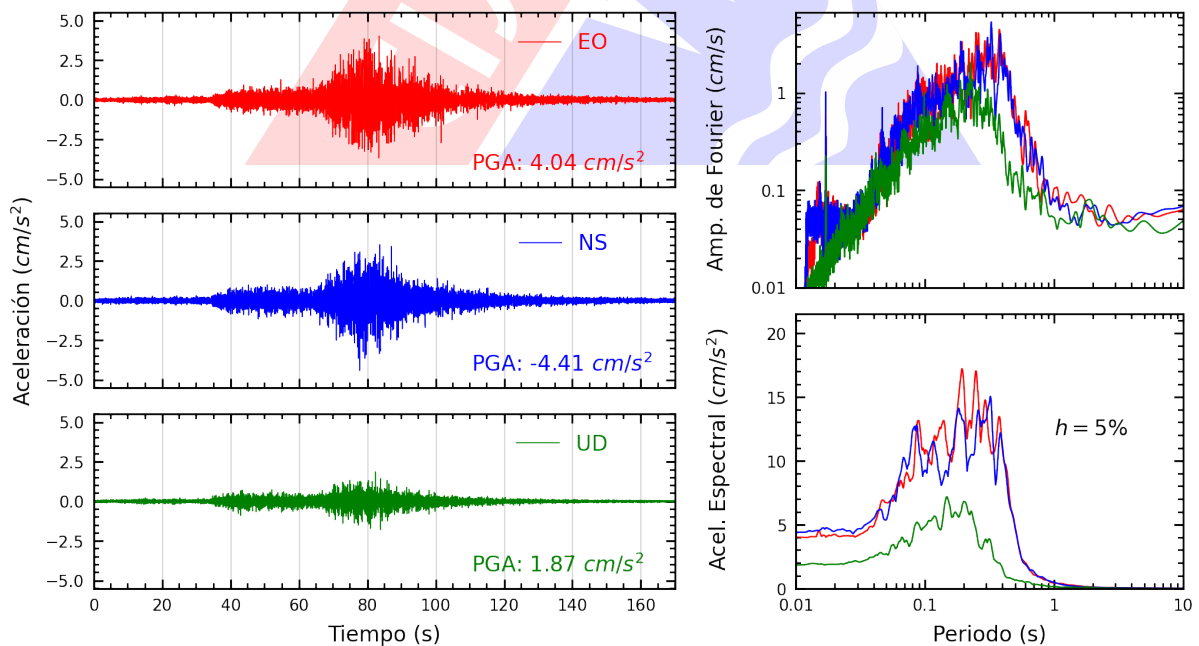 Aceleración (cm/s²)
5.0
2.5
0.0
−2.5
−5.0
EO
PGA: 4.04 cm/s²
5.0
2.5
0.0
−2.5
−5.0
NS
PGA: -4.41 cm/s²
5.0
2.5
0.0
−2.5
−5.0
UD
PGA: 1.87 cm/s²
0 20 40 60 80 100 120 140 160
Tiempo (s)
Amp. de Fourier (cm/s)
1
0.1
0.01
Acel. Espectral (cm/s²)
20
15
10
5
0
h = 5%
0.01 0.1 1 10
Periodo (s)